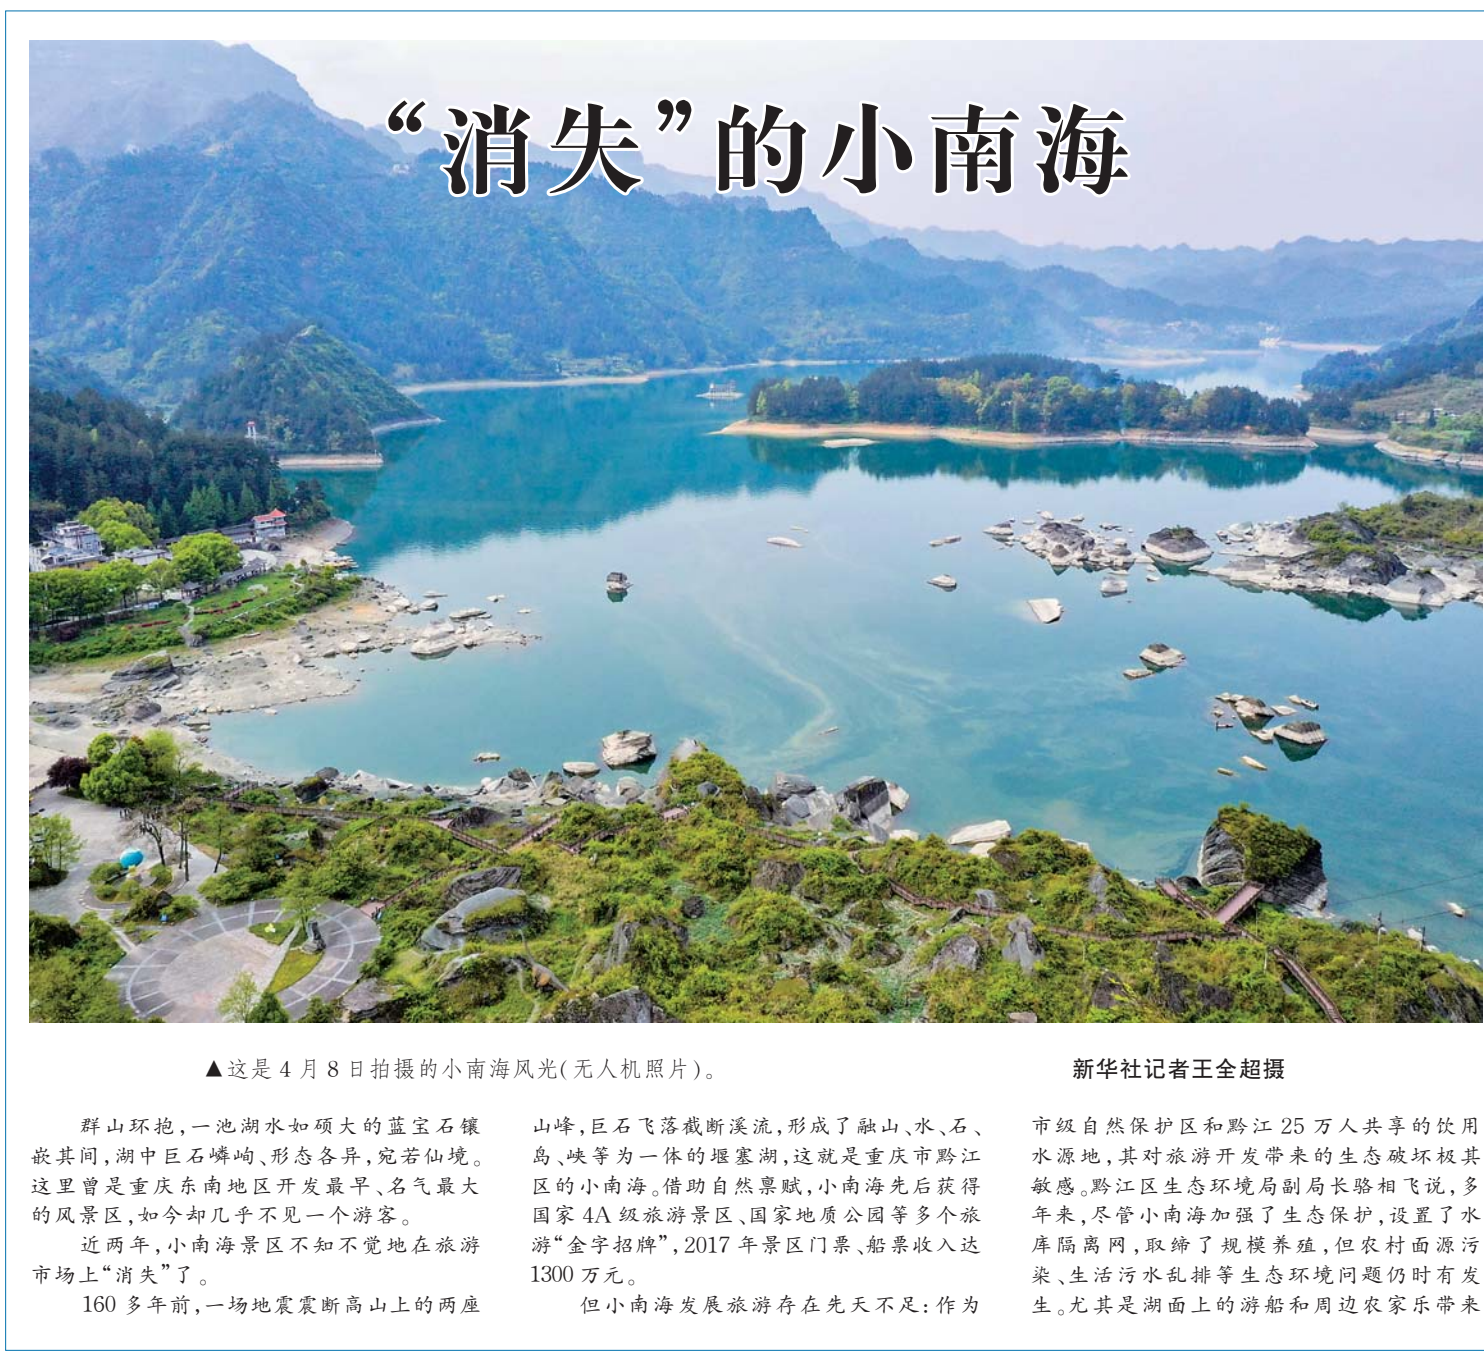 “消失”的小南海
▲这是4月8日拍摄的小南海风光(无人机照片)。
新华社记者王全超摄
群山环抱,一池湖水如硕大的蓝宝石镶
嵌其间,湖中巨石嶙峋、形态各异,宛若仙境。
这里曾是重庆东南地区开发最早、名气最大
的风景区,如今却几乎不见一个游客。
近两年,小南海景区不知不觉地在旅游
市场上“消失”了。
160多年前,一场地震震断高山上的两座
山峰,巨石飞落截断溪流,形成了融山、水、石、
岛、峡等为一体的堰塞湖,这就是重庆市黔江
区的小南海。借助自然禀赋,小南海先后获得
国家4A级旅游景区、国家地质公园等多个旅
游“金字招牌”,2017年景区门票、船票收入达
1300万元。
但小南海发展旅游存在先天不足:作为
市级自然保护区和黔江25万人共享的饮用
水源地,其对旅游开发带来的生态破坏极其
敏感。黔江区生态环境局副局长骆相飞说,多
年来,尽管小南海加强了生态保护,设置了水
库隔离网,取缔了规模养殖,但农村面源污
染、生活污水乱排等生态环境问题仍时有发
生。尤其是湖面上的游船和周边农家乐带来